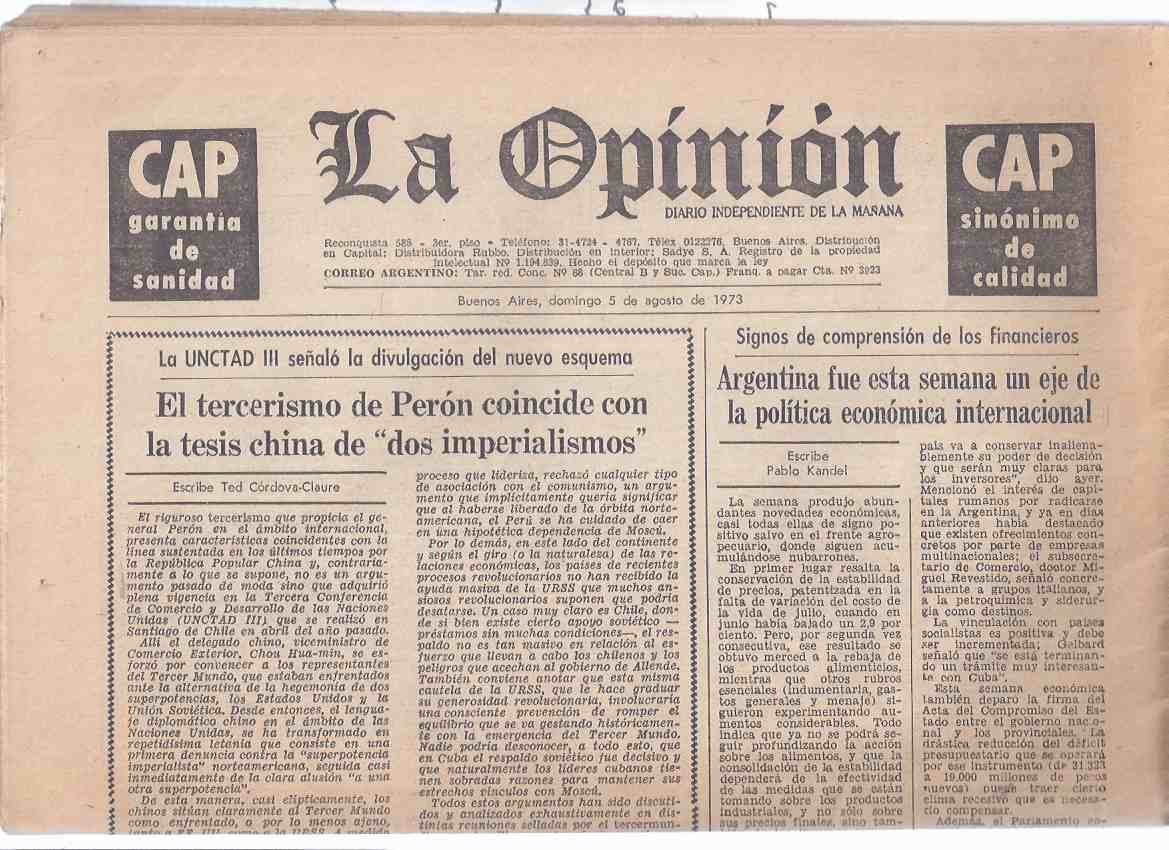 CAP
garantía
de
sanidad
La Opinión
DIARIO INDEPENDIENTE DE LA MAÑANA
CAP
sinónimo
de
calidad
Reconquista 585 - 3er. piso • Teléfono: 31-4724 - 4767, Télex 0122276, Buenos Aires. Distribución
en Capital: Distribuidora Rubbo. Distribución en Interior: Sadye S. A. Registro de la propiedad
Intelectual Nº 1.194.839. Hecho el depósito que marca la ley
CORREO ARGENTINO: Tar. red. Conc. Nº 88 (Central B y Suc. Cap.) Franq. a pagar Cta. Nº 3923
Buenos Aires, domingo 5 de agosto de 1973
La UNCTAD III señaló la divulgación del nuevo esquema
El tercerismo de Perón coincide con
la tesis china de “dos imperialismos”
Escribe Ted Córdova-Claure
El riguroso tercerismo que propicia el ge-
neral Perón en el ámbito internacional,
presenta características coincidentes con la
línea sustentada en los últimos tiempos por
la República Popular China y, contraria-
mente a lo que se supone, no es un argu-
mento pasado de moda sino que adquirió
plena vigencia en la Tercera Conferencia
de Comercio y Desarrollo de las Naciones
Unidas (UNCTAD III) que se realizó en
Santiago de Chile en abril del año pasado.
Allí el delegado chino, viceministro de
Comercio Exterior, Chou Hua-min, se es-
forzó por convencer a los representantes
del Tercer Mundo, que estaban enfrentados
ante la alternativa de la hegemonía de dos
superpotencias, los Estados Unidos y la
Unión Soviética. Desde entonces, el lengua-
je diplomático chino en el ámbito de las
Naciones Unidas, se ha transformado en
repetidísima letanía que consiste en una
primera denuncia contra la "superpotencia
imperialista" norteamericana, seguida casi
inmediatamente de la clara alusión "a una
otra superpotencia".
De esta manera, casi elípticamente, los
chinos sitúan claramente al Tercer Mundo
como enfrentado, o por lo menos ajeno,
tanto a EE.UU. como a la URSS. A medida
proceso que lideriza, rechazó cualquier tipo
de asociación con el comunismo, un argu-
mento que implícitamente quería significar
que al haberse liberado de la órbita norte-
americana, el Perú se ha cuidado de caer
en una hipotética dependencia de Moscú.
Por lo demás, en este lado del continente
y según el giro (o la naturaleza) de las re-
laciones económicas, los países de recientes
procesos revolucionarios no han recibido la
ayuda masiva de la URSS que muchos an-
siosos revolucionarios suponen que podría
desatarse. Un caso muy claro es Chile, don-
de si bien existe cierto apoyo soviético —
préstamos sin muchas condiciones—, el res-
paldo no es tan masivo en relación al es-
fuerzo que llevan a cabo los chilenos y los
peligros que acechan al gobierno de Allende.
También conviene anotar que esta misma
cautela de la URSS, que le hace graduar
su generosidad revolucionaria, involucraría
una consciente prevención de romper el
equilibrio que se va gestando históricamen-
te con la emergencia del Tercer Mundo.
Nadie podría decirnos, a todo esto, que
en Cuba el respaldo soviético fue decisivo y
que naturalmente los líderes cubanos tie-
nen sobradas razones para mantener sus
estrechos vínculos con Moscú.
Todos estos argumentos han sido discuti-
dos y analizados exhaustivamente en dis-
tintas reuniones selladas por el tercermun-
Signos de comprensión de los financieros
Argentina fue esta semana un eje de
la política económica internacional
Escribe
Pablo Kandel
La semana produjo abun-
dantes novedades económicas,
casi todas ellas de signo po-
sitivo salvo en el frente agro-
pecuario, donde siguen acu-
mulándose nubarrones.
En primer lugar resalta la
conservación de la estabilidad
de precios, patentizada en la
falta de variación del costo de
la vida de julio, cuando en
junio había bajado un 2,9 por
ciento. Pero, por segunda vez
consecutiva, ese resultado se
obtuvo merced a la rebaja de
los productos alimenticios,
mientras que otros rubros
esenciales (indumentaria, gas-
tos generales y menaje) si-
guieron experimentando au-
mentos considerables. Todo
indica que ya no se podrá se-
guir profundizando la acción
sobre los alimentos, y que la
consolidación de la estabilidad
dependerá de la efectividad
de las medidas que se están
tomando sobre los productos
industriales, y no sólo sobre
sus precios finales, sino tam-
país va a conservar inaliena-
blemente su poder de decisión
y que serán muy claras para
los inversores", dijo ayer.
Mencionó el interés de capi-
tales rumanos por radicarse
en la Argentina, y ya en días
anteriores había destacado
que existen ofrecimientos con-
cretos por parte de empresas
multinacionales; el subsecre-
tario de Comercio, doctor Mi-
guel Revestido, señaló concre-
tamente a grupos italianos, y
a la petroquímica y siderur-
gia como destinos.
La vinculación con países
socialistas es positiva y debe
ser incrementada; Gelbard
señaló que "se está terminan-
do un trámite muy interesan-
te con Cuba".
Esta semana económica
también deparó la firma del
Acta del Compromiso del Es-
tado entre el gobierno nacio-
nal y los provinciales. La
drástica reducción del déficit
presupuestario que se operará
por ese instrumento (de 31.333
a 19.000 millones de pesos
nuevos) puede traer cierto
clima recesivo que es necesa-
rio compensar.
Además, el Parlamento co-